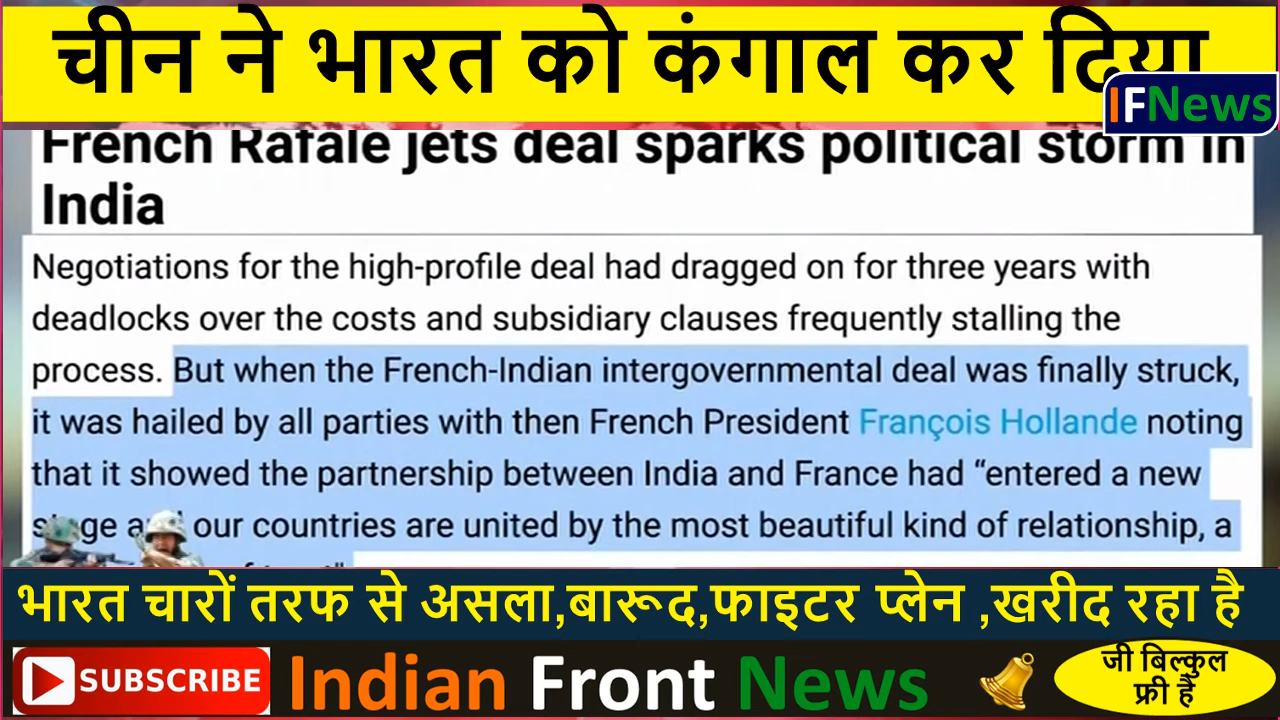 चीन ने भारत को कंगाल कर दिया
IFNews
French Rafale jets deal sparks political storm in
India
Negotiations for the high-profile deal had dragged on for three years with
deadlocks over the costs and subsidiary clauses frequently stalling the
process. But when the French-Indian intergovernmental deal was finally struck,
it was hailed by all parties with then French President François Hollande noting
that it showed the partnership between India and France had “entered a new
stage and our countries are united by the most beautiful kind of relationship, a
भारत चारों तरफ से असला,बारूद,फाइटर प्लेन ,खरीद रहा है
SUBSCRIBE
Indian Front News
जी बिल्कुल
फ्री है